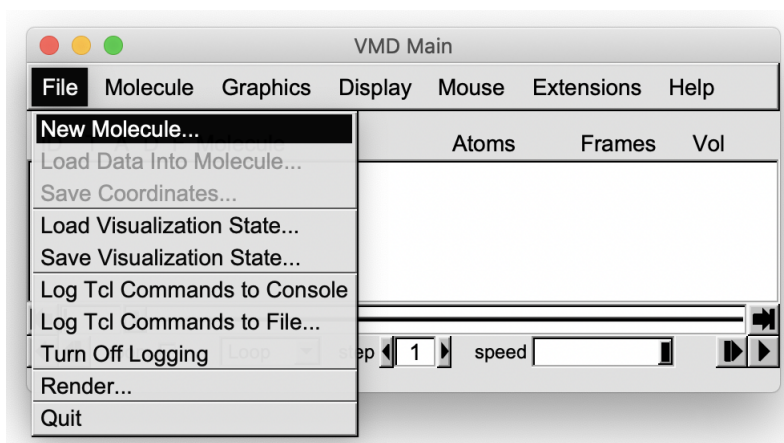 VMD Main
File Molecule Graphics Display Mouse Extensions Help
New Molecule...
Molecule Atoms Frames Vol
Load Data Into Molecule...
Save Coordinates...
Load Visualization State...
Save Visualization State...
Log Tcl Commands to Console
Log Tcl Commands to File...
Turn Off Logging Loop step 1 speed
Render...
Quit